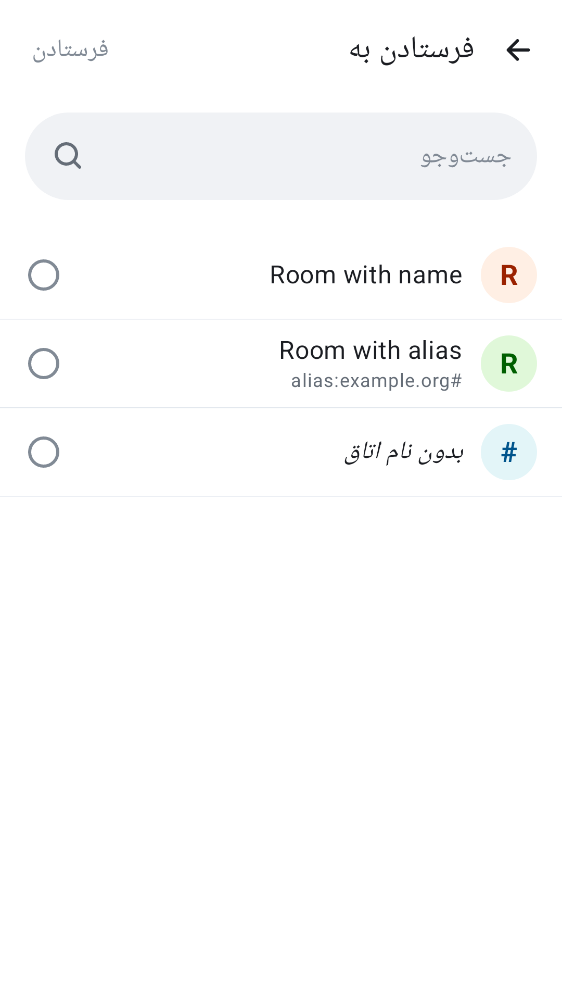 فرستادن به
فرستادن
جست‌وجو
R
Room with name
R
Room with alias
alias:example.org#
#
بدون نام اتاق